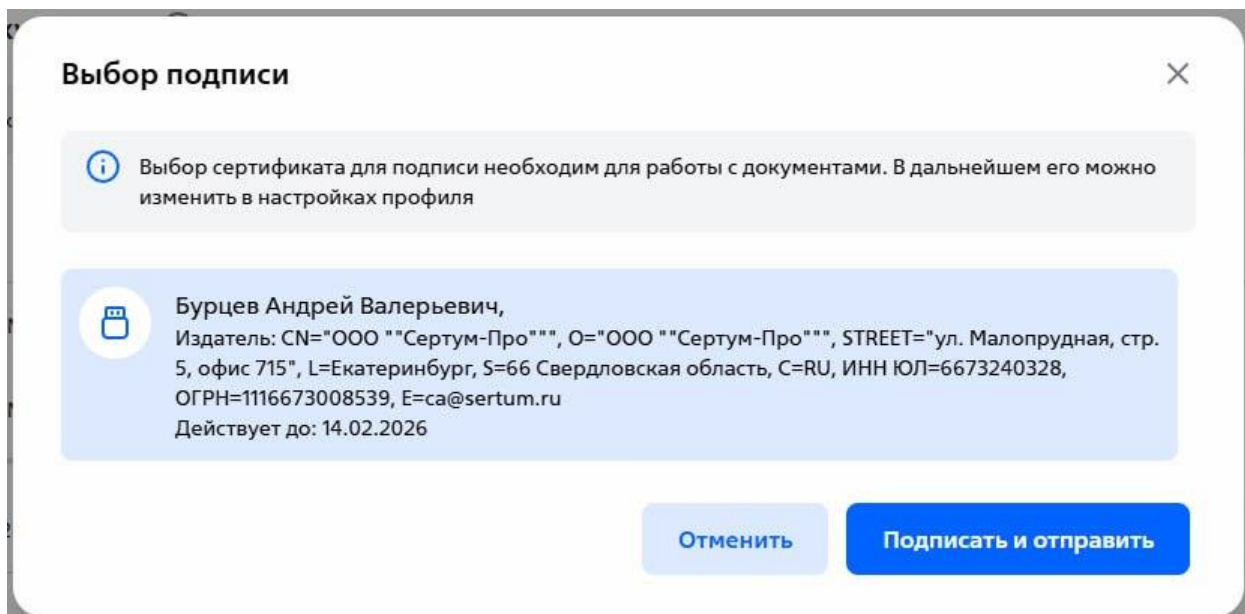 Выбор подписи
Выбор сертификата для подписи необходим для работы с документами. В дальнейшем его можно
изменить в настройках профиля
Бурцев Андрей Валерьевич,
Издатель: CN="ООО ""Сертум-Про""", O="ООО ""Сертум-Про""", STREET="ул. Малопрудная, стр.
5, офис 715", L=Екатеринбург, S=66 Свердловская область, C=RU, ИНН ЮЛ=6673240328,
ОГРН=1116673008539, E=ca@sertum.ru
Действует до: 14.02.2026
Отменить
Подписать и отправить